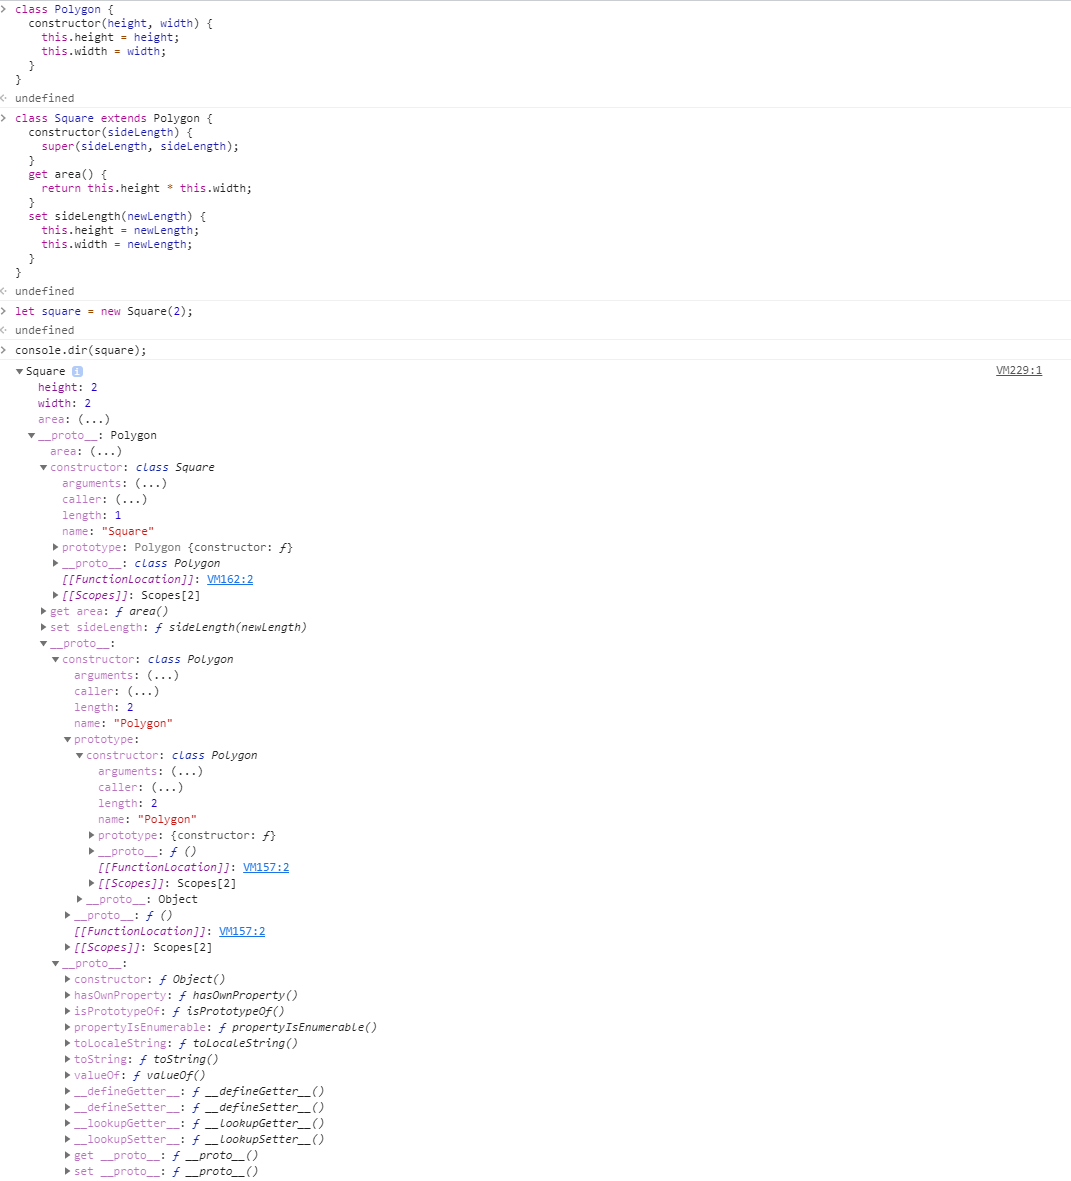 class Polygon {
constructor(height, width) {
this.height = height;
this.width = width;
}
}
undefined
class Square extends Polygon {
constructor(sideLength) {
super(sideLength, sideLength);
}
get area() {
return this.height * this.width;
}
set sideLength(newLength) {
this.height = newLength;
this.width = newLength;
}
}
undefined
let square = new Square(2);
undefined
console.dir(square);
Square i VM229:1
height: 2
width: 2
area: (...)
__proto__: Polygon
area: (...)
constructor: class Square
arguments: (...)
caller: (...)
length: 1
name: "Square"
prototype: Polygon {constructor: ƒ}
__proto__: class Polygon
[[FunctionLocation]]: VM162:2
[[Scopes]]: Scopes[2]
get area: ƒ area()
set sideLength: ƒ sideLength(newLength)
__proto__:
constructor: class Polygon
arguments: (...)
caller: (...)
length: 2
name: "Polygon"
prototype:
constructor: class Polygon
arguments: (...)
caller: (...)
length: 2
name: "Polygon"
prototype: {constructor: ƒ}
__proto__: ƒ ()
[[FunctionLocation]]: VM157:2
[[Scopes]]: Scopes[2]
__proto__: Object
__proto__: ƒ ()
[[FunctionLocation]]: VM157:2
[[Scopes]]: Scopes[2]
__proto__:
constructor: ƒ Object()
hasOwnProperty: ƒ hasOwnProperty()
isPrototypeOf: ƒ isPrototypeOf()
propertyIsEnumerable: ƒ propertyIsEnumerable()
toLocaleString: ƒ toLocaleString()
toString: ƒ toString()
valueOf: ƒ valueOf()
__defineGetter__: ƒ __defineGetter__()
__defineSetter__: ƒ __defineSetter__()
__lookupGetter__: ƒ __lookupGetter__()
__lookupSetter__: ƒ __lookupSetter__()
get __proto__: ƒ __proto__()
set __proto__: ƒ __proto__()